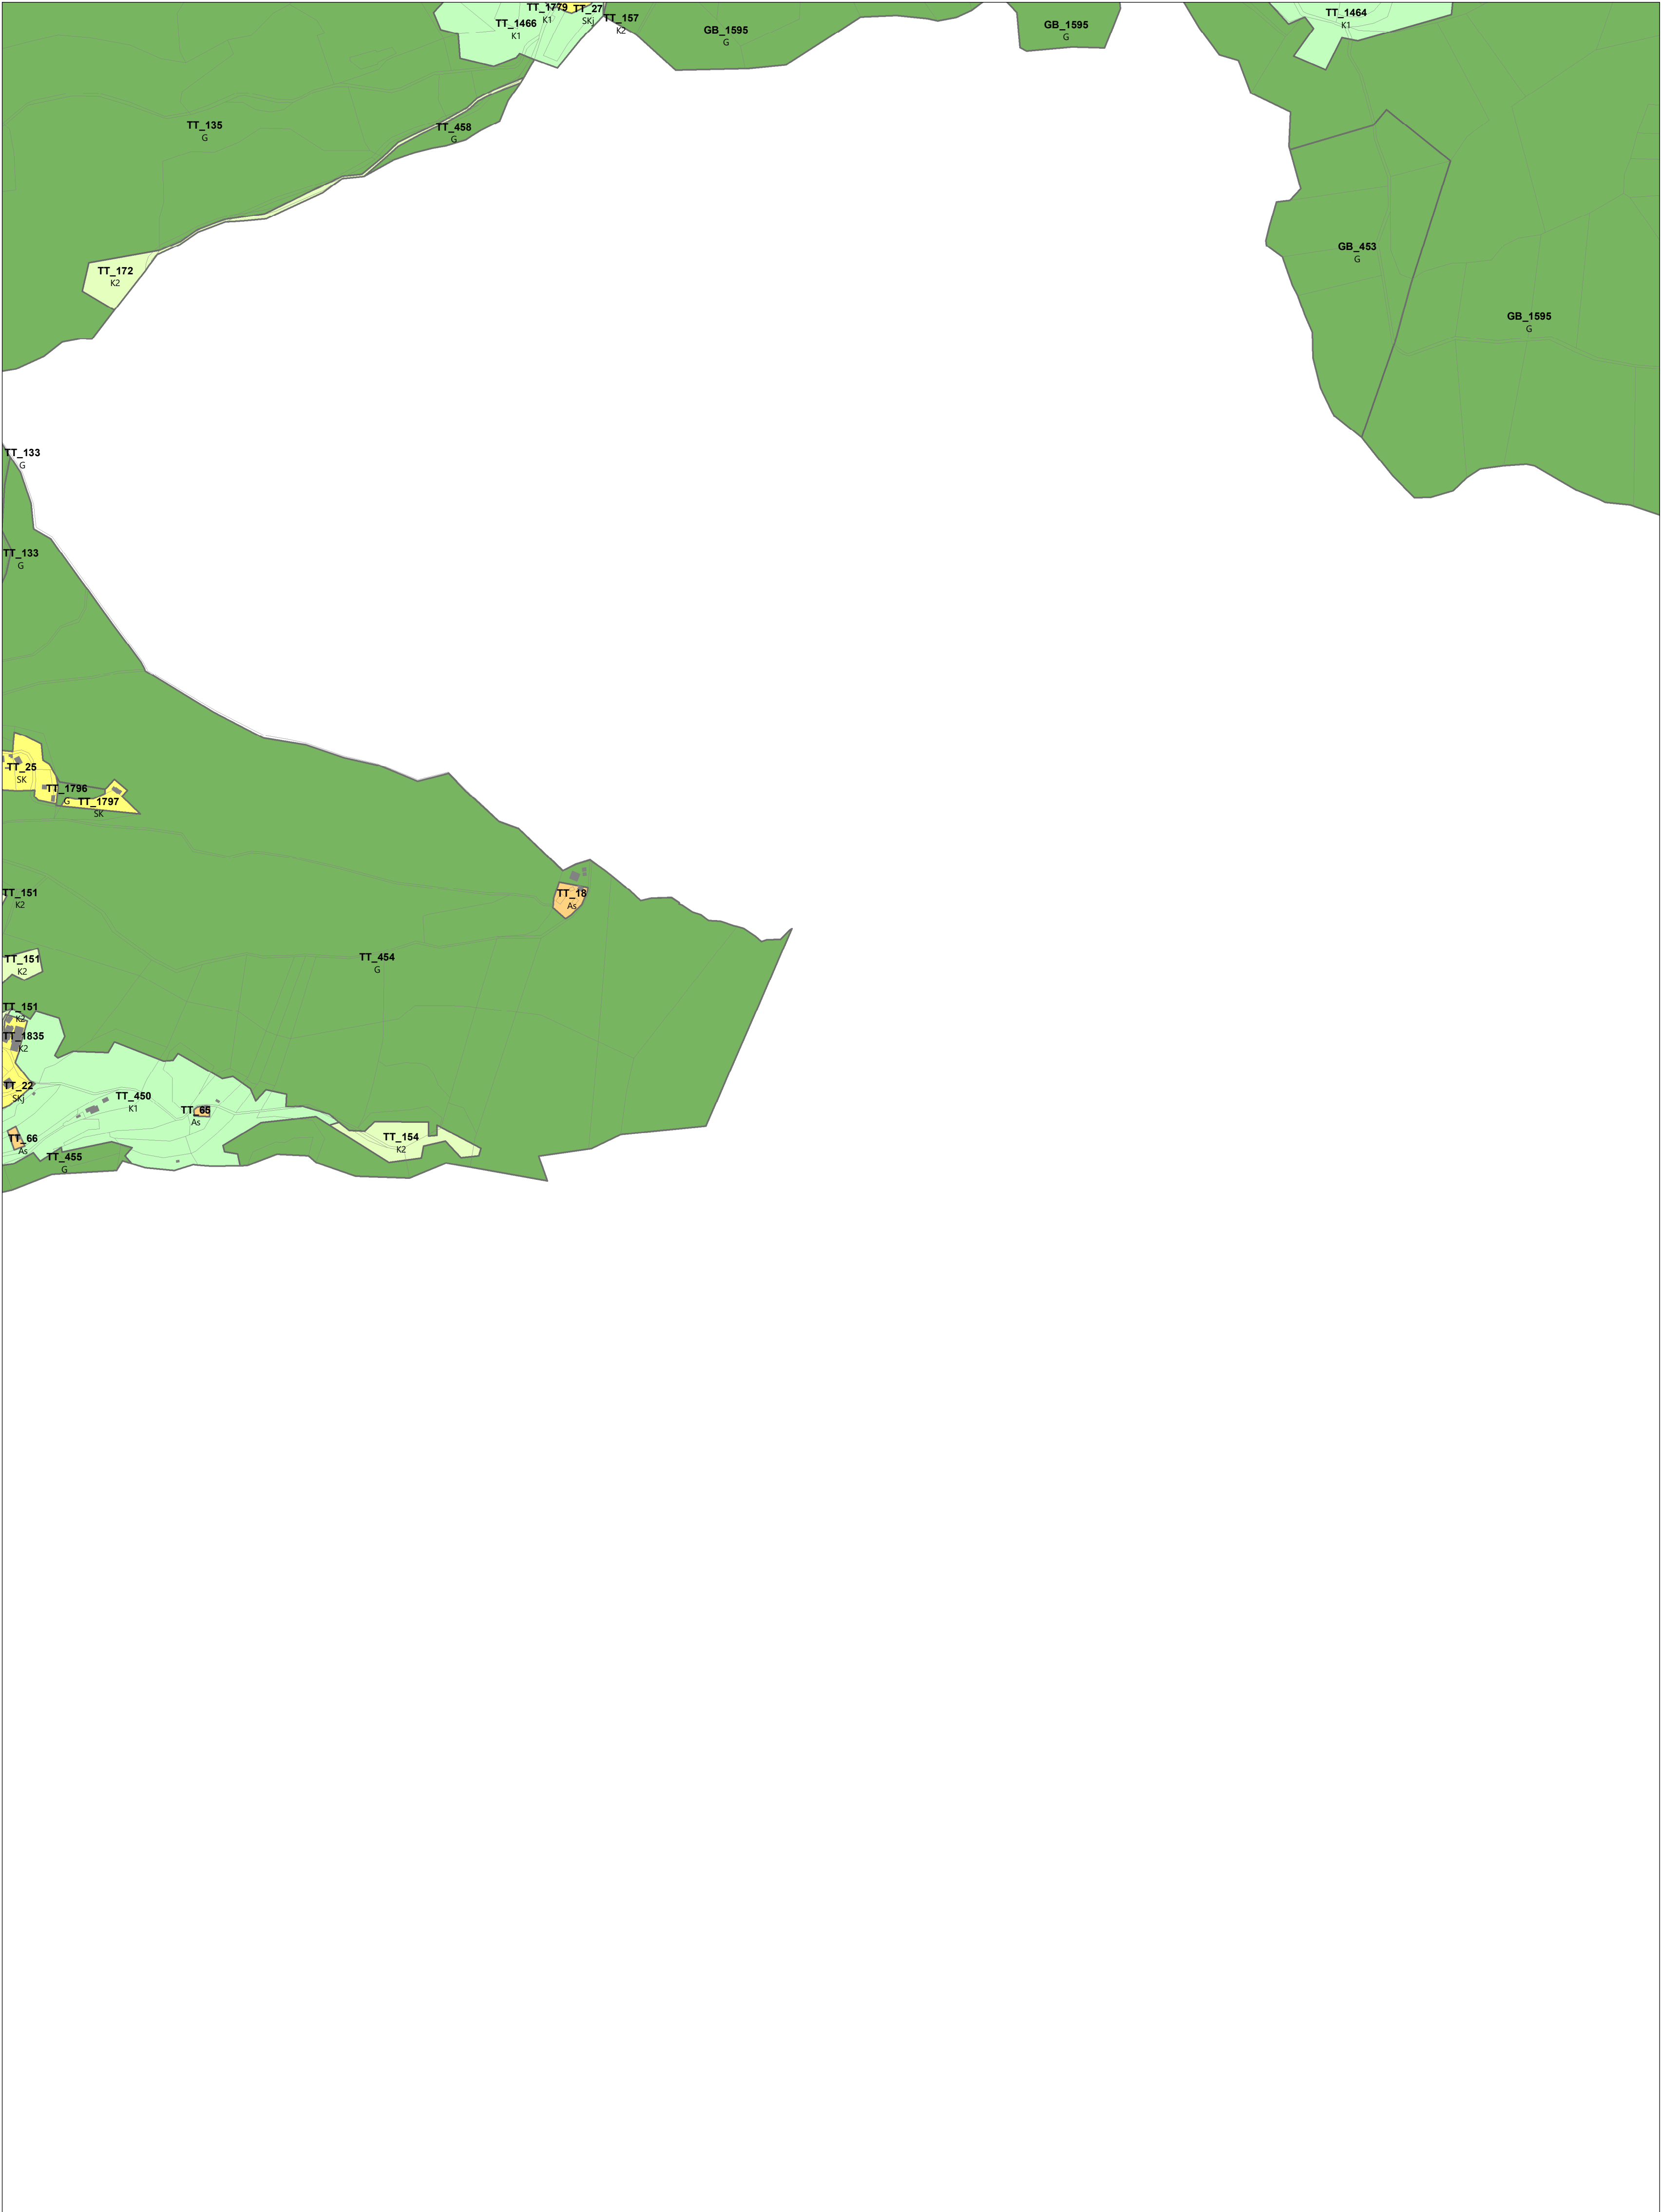 TT_1779
K1
TT_27
SKj
TT_157
K2
TT_1466
K1
GB_1595
G
GB_1595
G
TT_1464
K1
TT_135
G
TT_458
G
GB_453
G
TT_172
K2
GB_1595
G
TT_133
G
TT_133
G
TT_25
SK
TT_1796
G
TT_1797
SK
TT_151
K2
TT_18
As
TT_151
K2
TT_454
G
TT_151
K2
TT_1835
K2
TT_22
SKj
TT_450
K1
TT_65
As
TT_66
As
TT_154
K2
TT_455
G